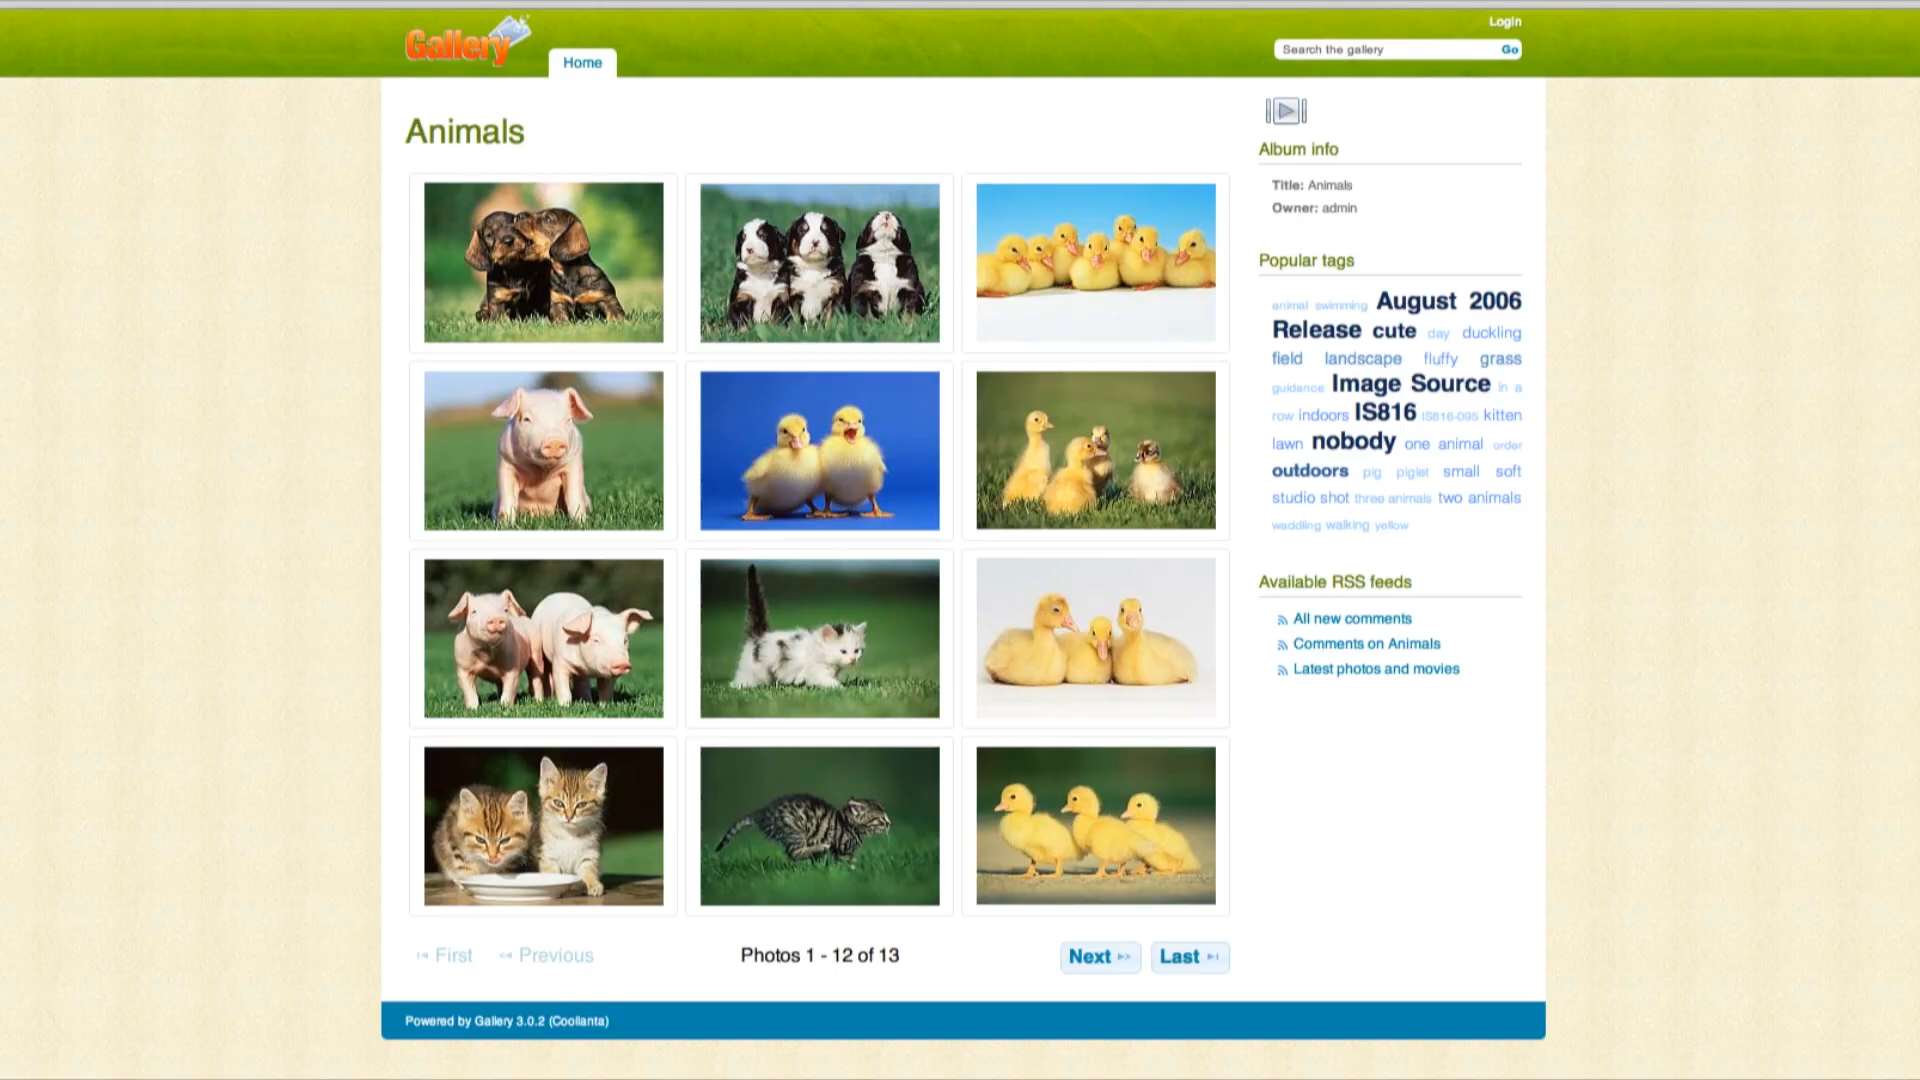 Gallery
Home
Login
Search the gallery Go
Animals
Album info
Title: Animals
Owner: admin
Popular tags
animal swimming August 2006
Release cute day duckling
field landscape fluffy grass
guidance Image Source in a
row indoors IS816 IS816-095 kitten
lawn nobody one animal order
outdoors pig piglet small soft
studio shot three animals two animals
waddling walking yellow
Available RSS feeds
All new comments
Comments on Animals
Latest photos and movies
First Previous Photos 1 - 12 of 13 Next Last
Powered by Gallery 3.0.2 (Coollanta)